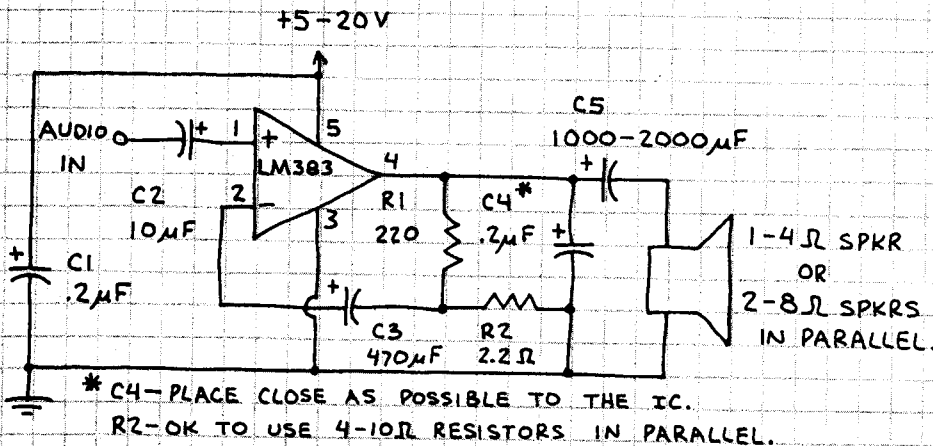 +5-20V
AUDIO
IN
C2
10µF
1
+
2
-
LM383
5
3
4
C1
.2µF
+
+
+
C3
470µF
R1
220
R2
2.2Ω
C4*
.2µF
+
C5
1000-2000µF
+
1-4Ω SPKR
OR
2-8Ω SPKRS
IN PARALLEL.
* C4-PLACE CLOSE AS POSSIBLE TO THE IC.
R2-OK TO USE 4-10Ω RESISTORS IN PARALLEL.